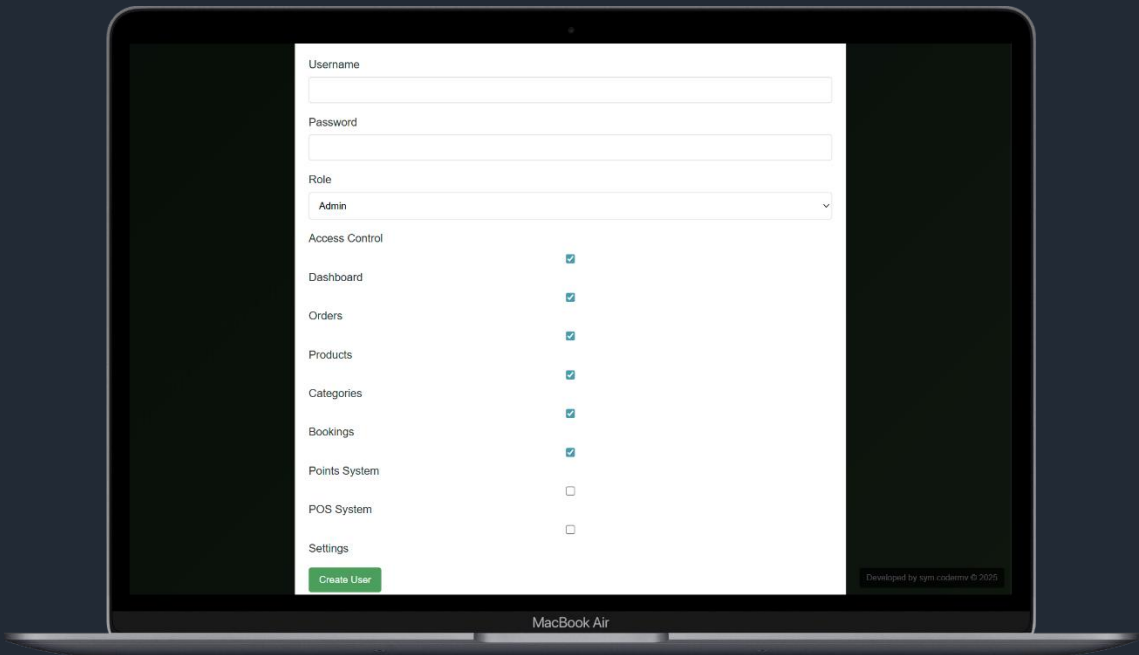 Username
Password
Role
Admin
Access Control
Dashboard
Orders
Products
Categories
Bookings
Points System
POS System
Settings
Create User
Developed by sym.codermv © 2025
MacBook Air